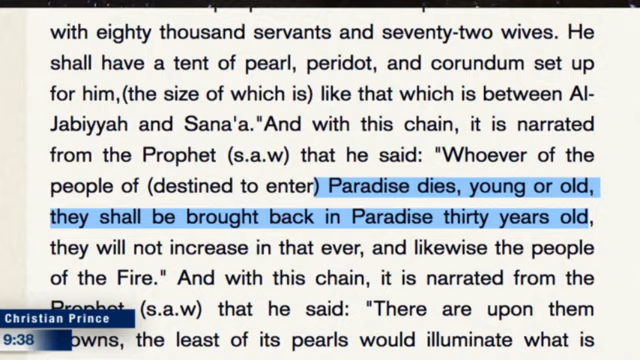 with eighty thousand servants and seventy-two wives. He
shall have a tent of pearl, peridot, and corundum set up
for him,(the size of which is) like that which is between Al-
Jabiyyah and Sana'a."And with this chain, it is narrated
from the Prophet (s.a.w) that he said: "Whoever of the
people of (destined to enter) Paradise dies, young or old,
they shall be brought back in Paradise thirty years old,
they will not increase in that ever, and likewise the people
of the Fire." And with this chain, it is narrated from the
(s.a.w) that he said: "There are upon them
the least of its pearls would illuminate what is
Christian Prince
9:38